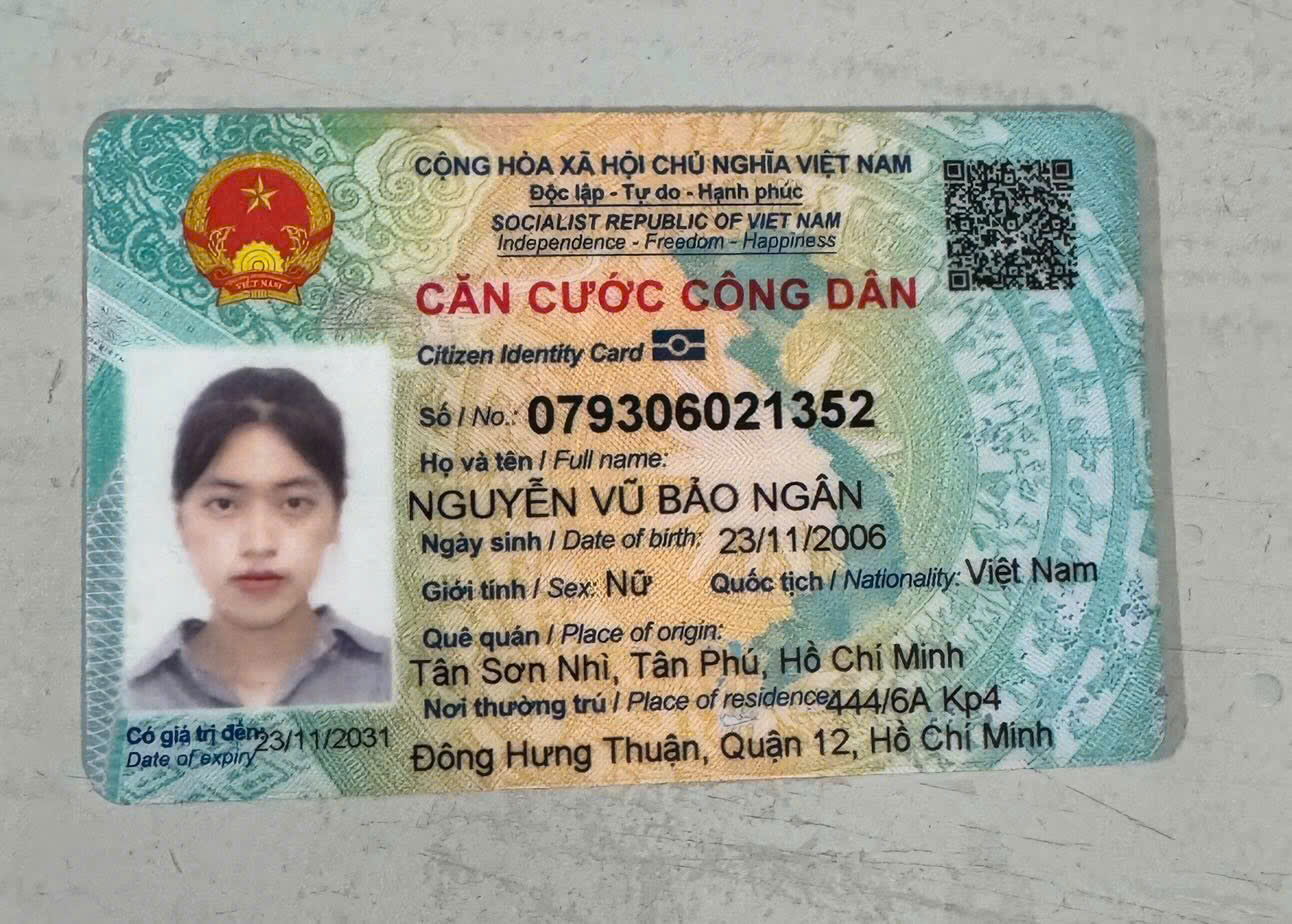 CỘNG HÒA XÃ HỘI CHỦ NGHĨA VIỆT NAM
Độc lập - Tự do - Hạnh phúc
SOCIALIST REPUBLIC OF VIET NAM
Independence - Freedom - Happiness
CĂN CƯỚC CÔNG DÂN
Citizen Identity Card
VIỆT NAM
Số / No.: 079306021352
Họ và tên / Full name:
NGUYỄN VŨ BẢO NGÂN
Ngày sinh / Date of birth: 23/11/2006
Giới tính / Sex: Nữ Quốc tịch / Nationality: Việt Nam
Quê quán / Place of origin:
Tân Sơn Nhì, Tân Phú, Hồ Chí Minh
Nơi thường trú / Place of residence: 444/6A Kp4
Đông Hưng Thuận, Quận 12, Hồ Chí Minh
Có giá trị đến: 23/11/2031
Date of expiry